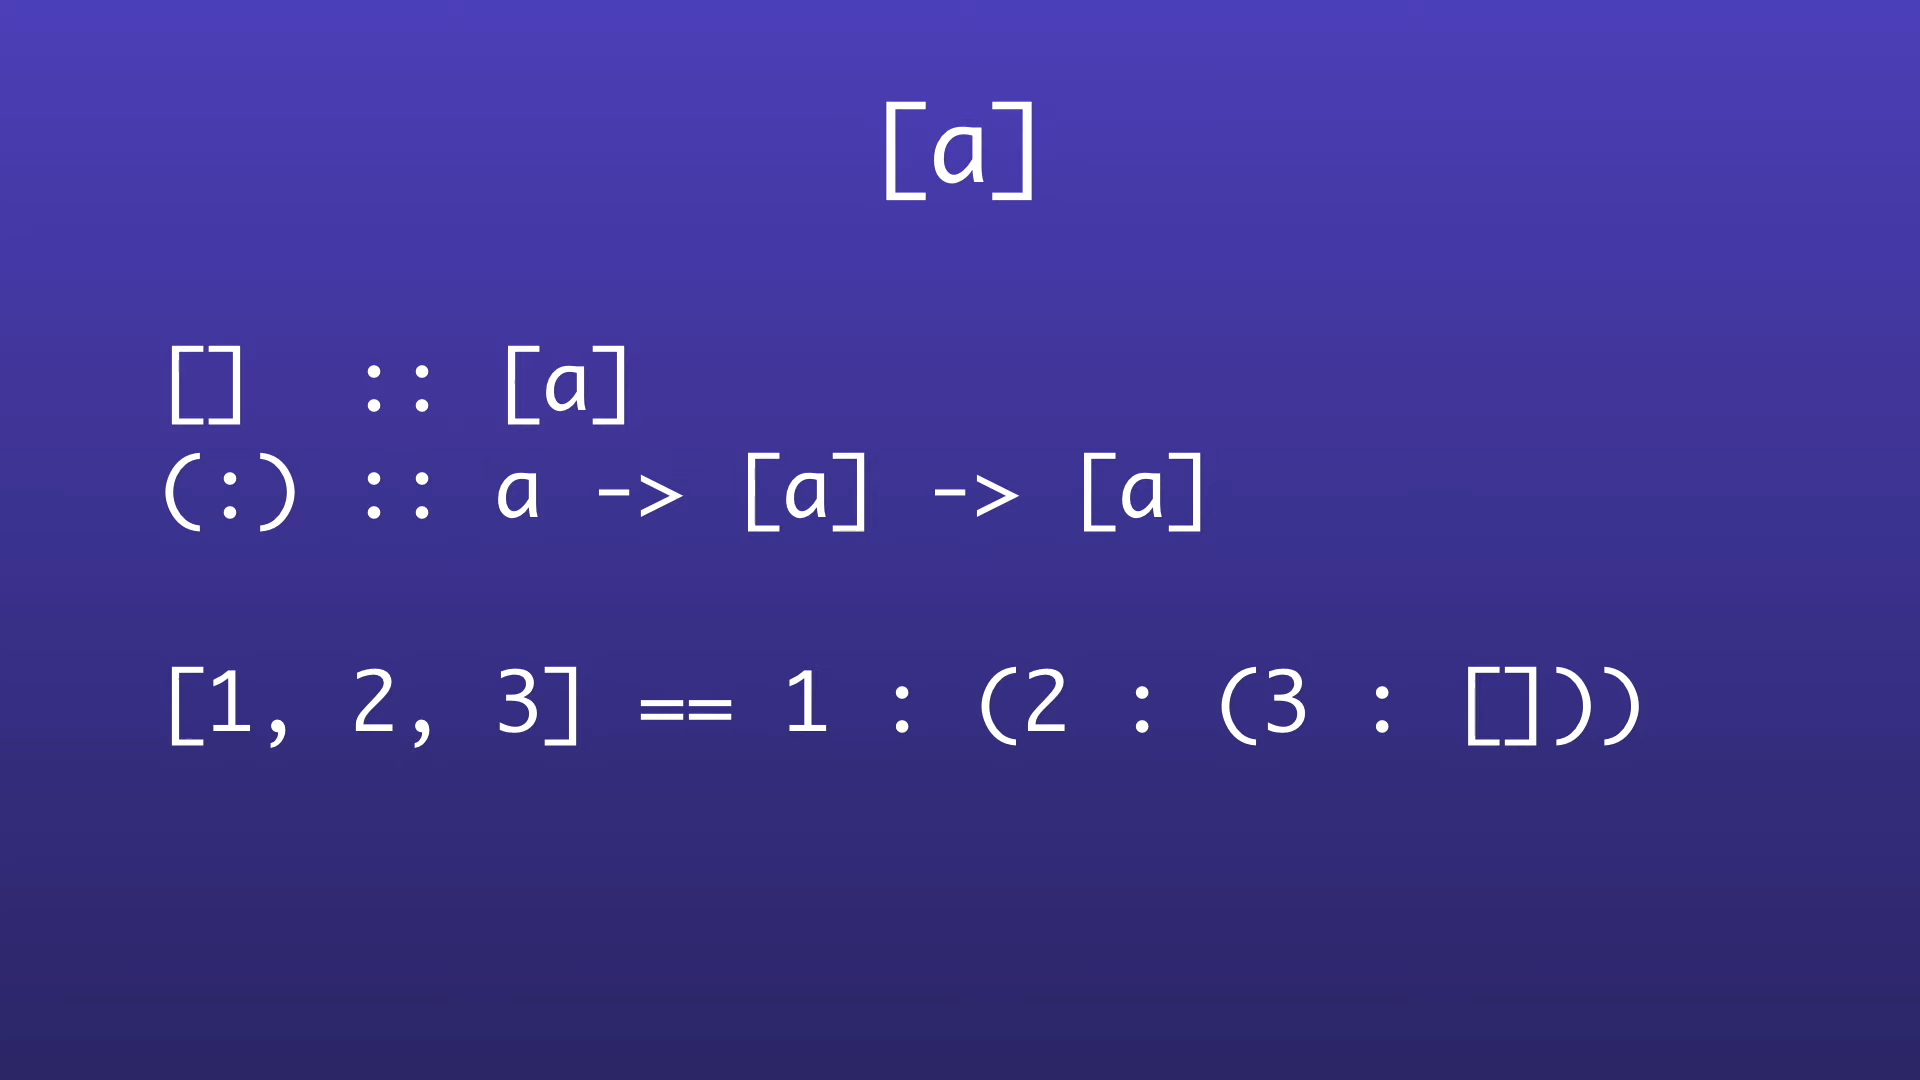 [a]
[]  :: [a]
(:) :: a -> [a] -> [a]
[1, 2, 3] == 1 : (2 : (3 : []))